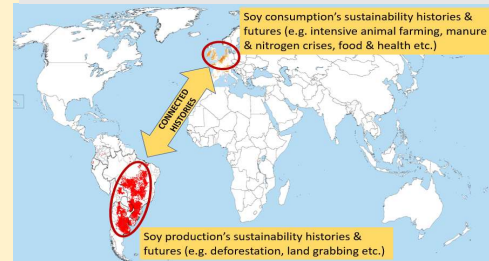 Soy consumption's sustainability histories &
futures (e.g. intensive animal farming, manure
& nitrogen crises, food & health etc.)
CONNECTED
HISTORIES
Soy production's sustainability histories &
futures (e.g. deforestation, land grabbing etc.)